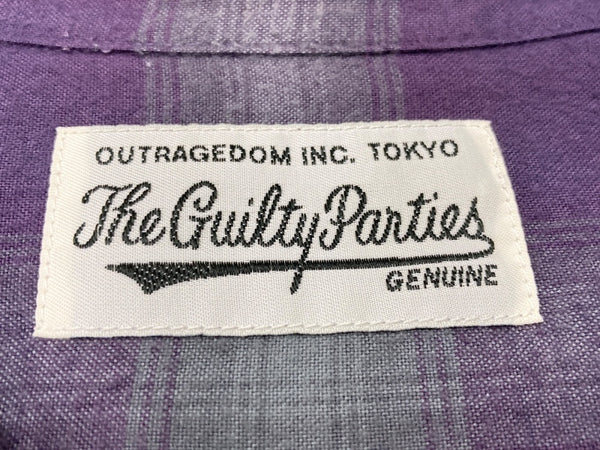 OUTRAGEDOM INC. TOKYO
The Guilty Parties
GENUINE